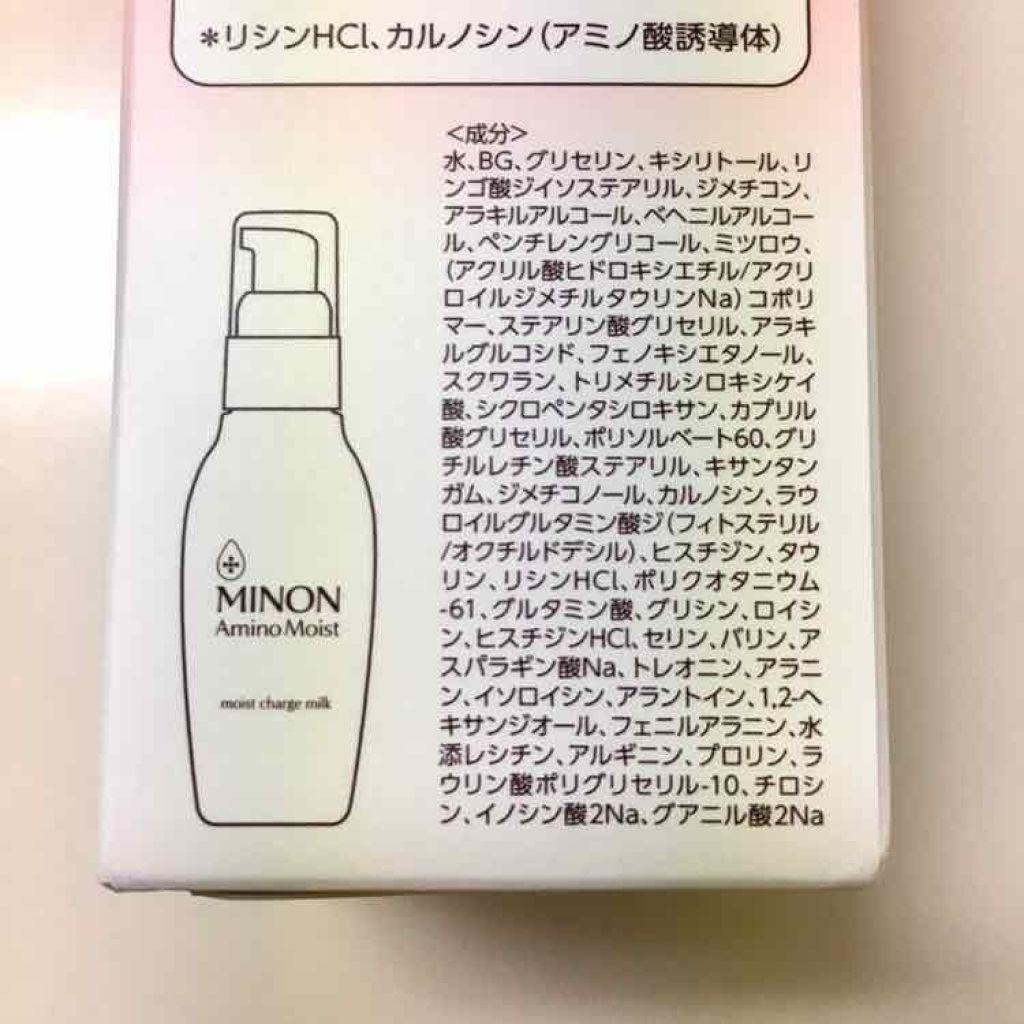 *リシンHCl、カルノシン(アミノ酸誘導体)
<成分>
水、BG、グリセリン、キシリトール、リ
ンゴ酸ジイソステアリル、ジメチコン、
アラキルアルコール、ベヘニルアルコー
ル、ペンチレングリコール、ミツロウ、
(アクリル酸ヒドロキシエチル/アクリ
ロイルジメチルタウリンNa)コポリ
マー、ステアリン酸グリセリル、アラキ
ルグルコシド、フェノキシエタノール、
スクワラン、トリメチルシロキシケイ
酸、シクロペンタシロキサン、カプリル
酸グリセリル、ポリソルベート60、グリ
チルレチン酸ステアリル、キサンタン
ガム、ジメチコノール、カルノシン、ラウ
ロイルグルタミン酸ジ(フィトステリル
/オクチルドデシル)、ヒスチジン、タウ
リン、リシンHCl、ポリクオタニウム
-61、グルタミン酸、グリシン、ロイシ
ン、ヒスチジンHCl、セリン、バリン、ア
スパラギン酸Na、トレオニン、アラニ
ン、イソロイシン、アラントイン、1,2-ヘ
キサンジオール、フェニルアラニン、水
添レシチン、アルギニン、プロリン、ラ
ウリン酸ポリグリセリル-10、チロシ
ン、イノシン酸2Na、グアニル酸2Na
MINON
Amino Moist
moist charge milk